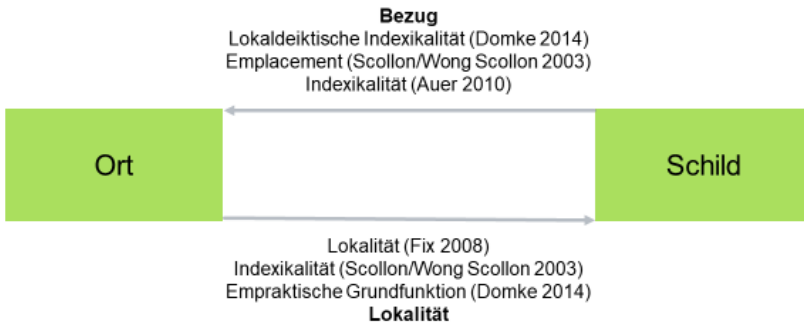 Bezug
Lokaldeiktische Indexikalität (Domke 2014)
Emplacement (Scollon/Wong Scollon 2003)
Indexikalität (Auer 2010)
Ort
Schild
Lokalität (Fix 2008)
Indexikalität (Scollon/Wong Scollon 2003)
Empraktische Grundfunktion (Domke 2014)
Lokalität